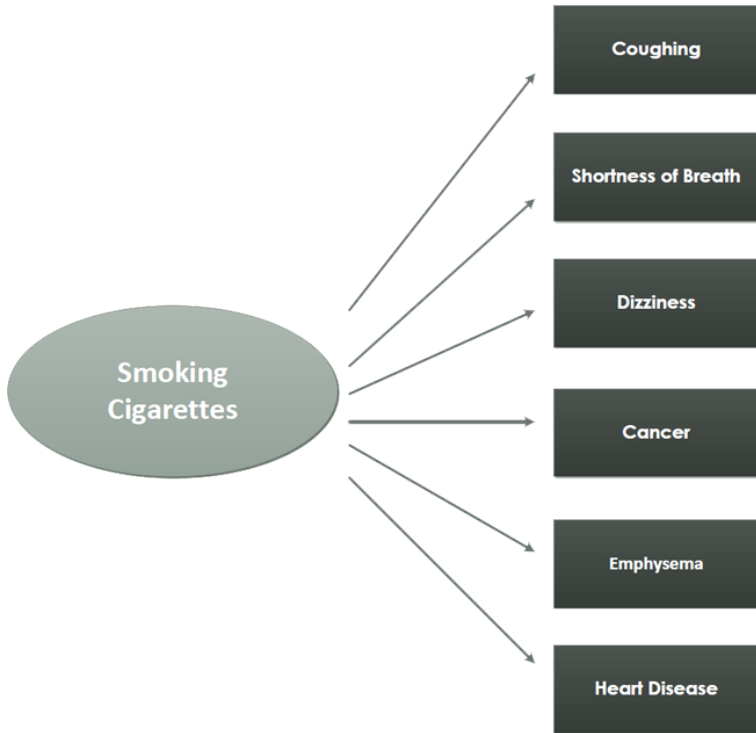 Coughing
Shortness of Breath
Dizziness
Smoking
Cigarettes
Cancer
Emphysema
Heart Disease